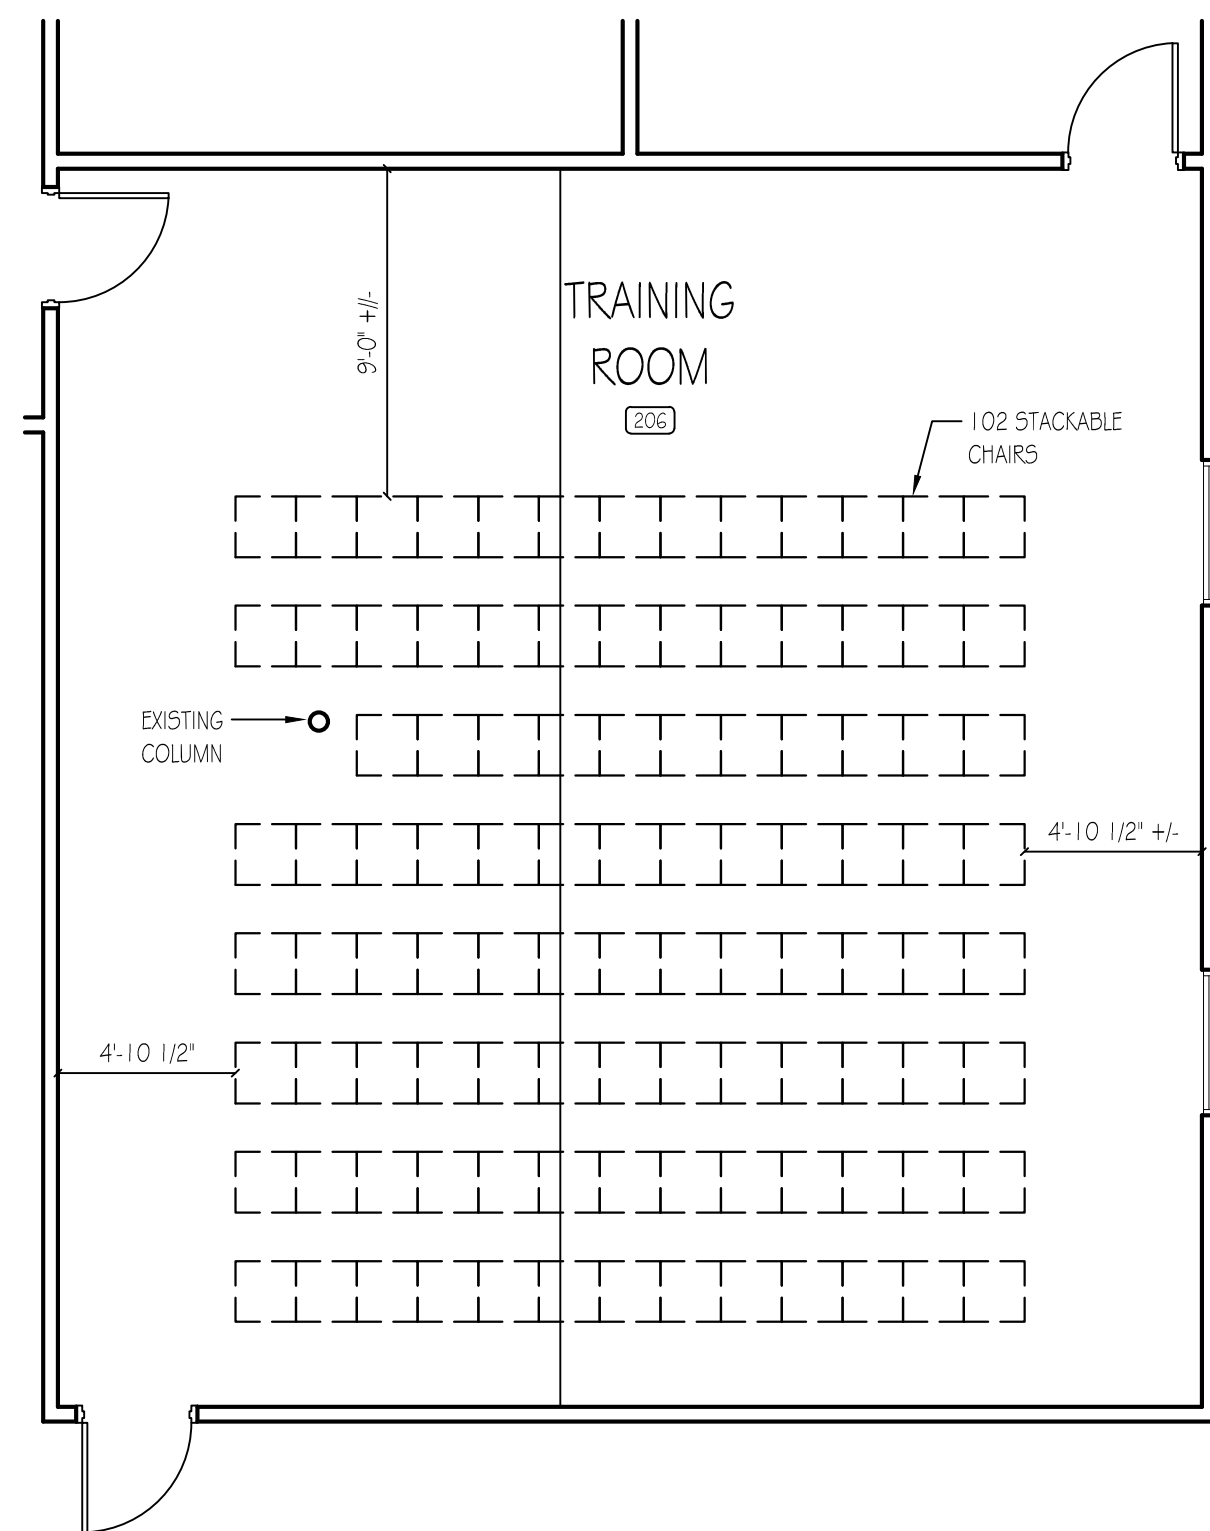 TRAINING
ROOM
206
9'-0" +//-
102 STACKABLE
CHAIRS
EXISTING
COLUMN
4'-10 1/2" +/-
4'-10 1/2"